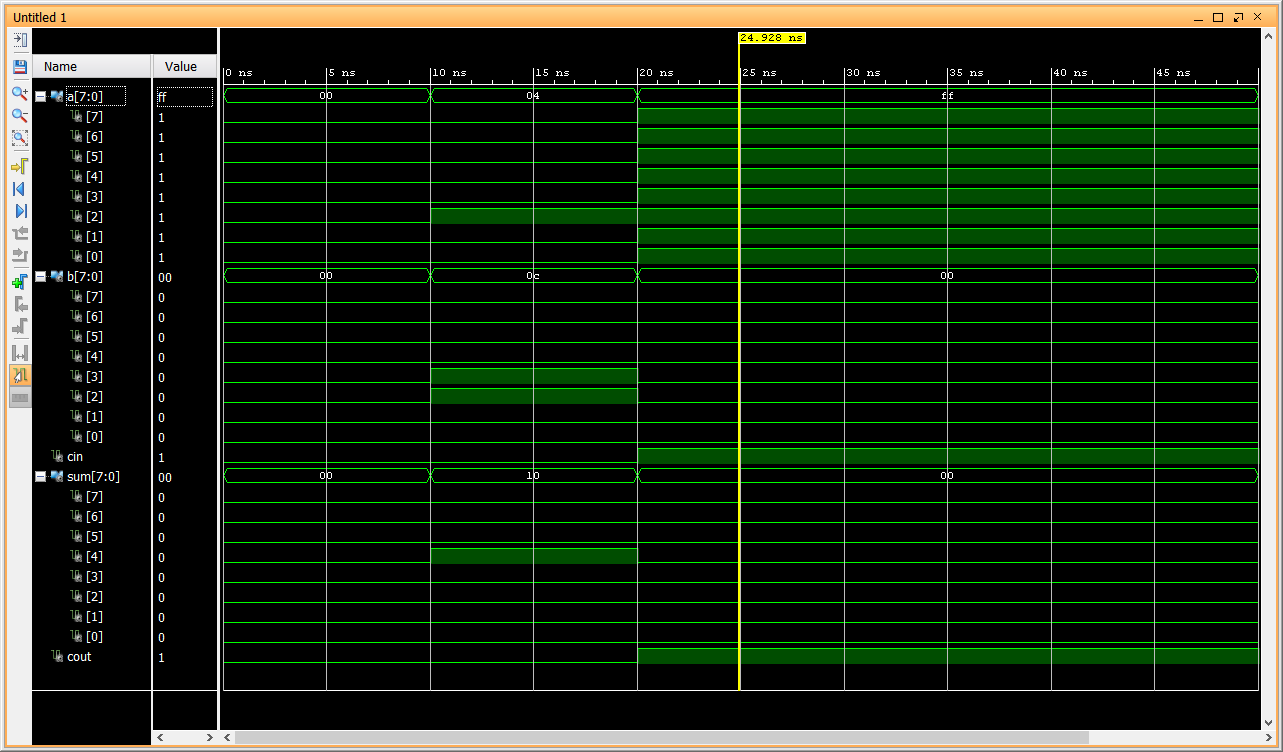 Untitled 1
24.928 ns
Name Value
0 ns 5 ns 10 ns 15 ns 20 ns 25 ns 30 ns 35 ns 40 ns 45 ns
a[7:0] ff 00 04 ff
[7] 1
[6] 1
[5] 1
[4] 1
[3] 1
[2] 1
[1] 1
[0] 1
b[7:0] 00 00 0c 00
[7] 0
[6] 0
[5] 0
[4] 0
[3] 0
[2] 0
[1] 0
[0] 0
cin 1
sum[7:0] 00 00 10 00
[7] 0
[6] 0
[5] 0
[4] 0
[3] 0
[2] 0
[1] 0
[0] 0
cout 1